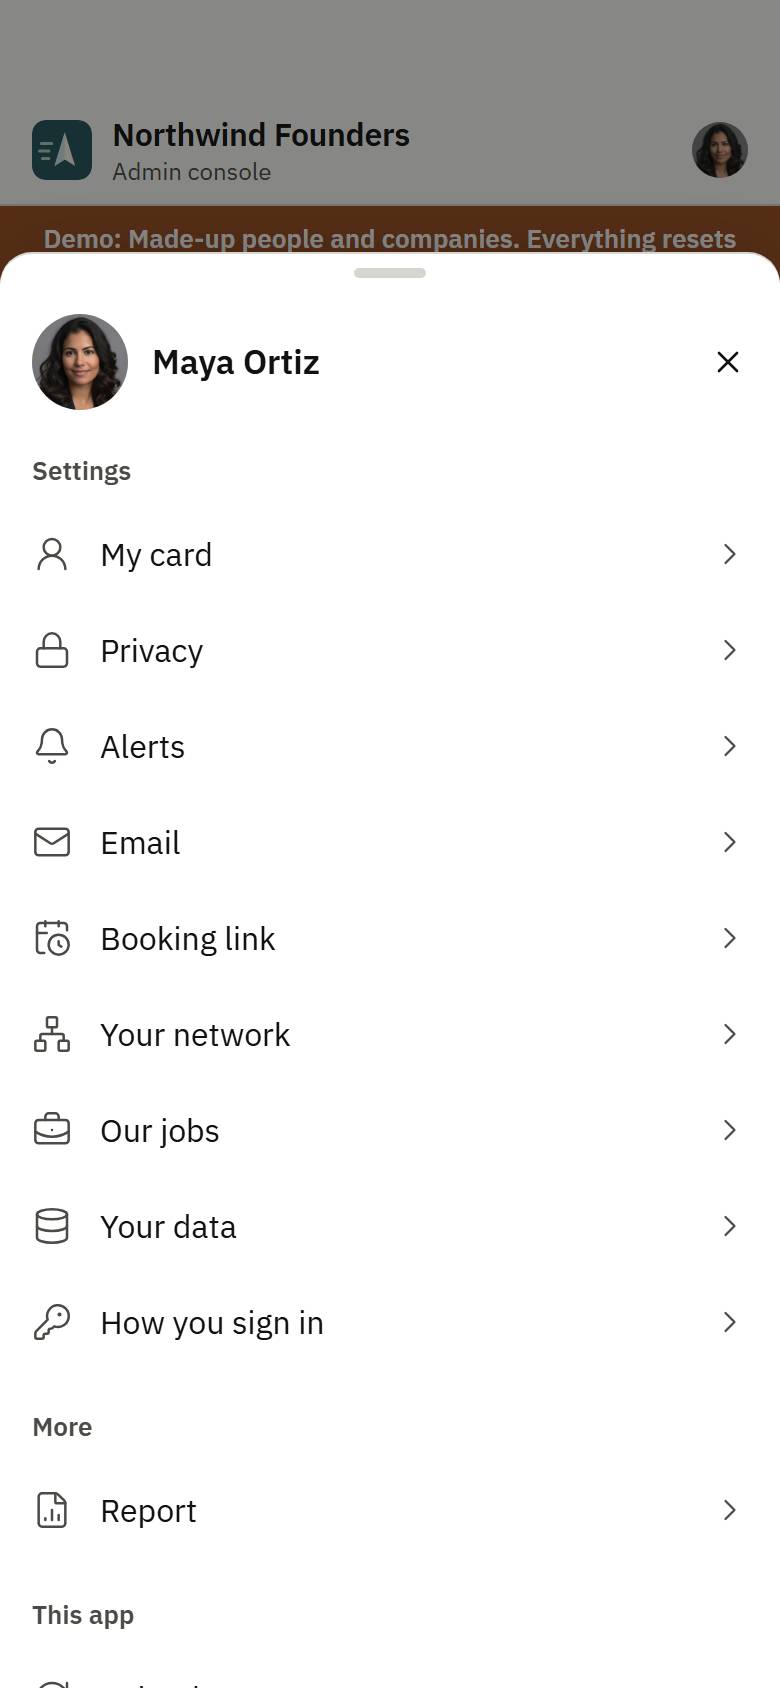 Northwind Founders
Admin console
Demo: Made-up people and companies. Everything resets
Maya Ortiz
Settings
My card
Privacy
Alerts
Email
Booking link
Your network
Our jobs
Your data
How you sign in
More
Report
This app